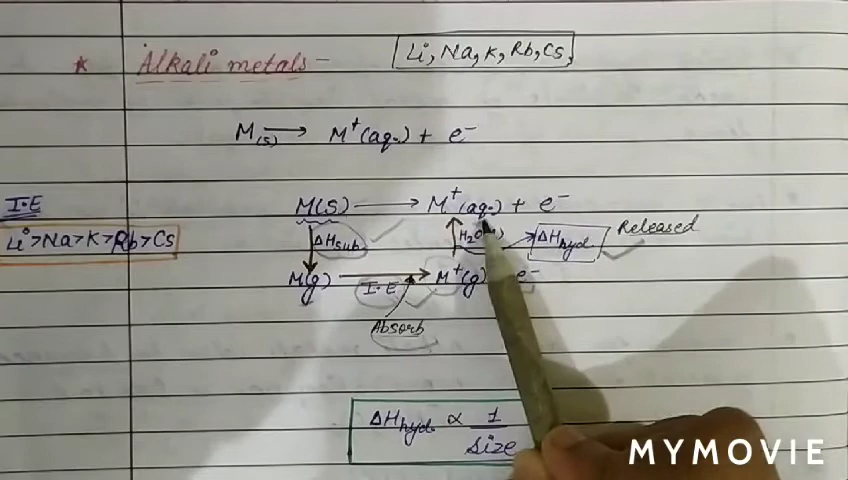 * Alkali metals - Li, Na, K, Rb, Cs,
M(s) → M⁺(aq.) + e⁻
I.E
Li > Na > K > Rb > Cs
M(S) → M⁺(aq.) + e⁻
ΔHsub ΔHhyd Released
M(g) → M⁺(g) e⁻
I.E
Absorb
ΔHhyd. ∝ 1/size
MYMOVIE